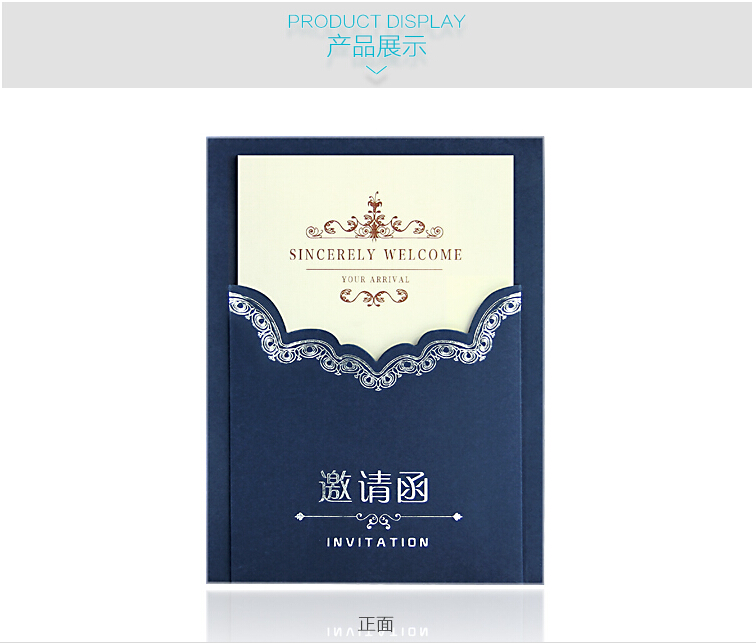 PRODUCT DISPLAY
产品展示
SINCERELY WELCOME
YOUR ARRIVAL
邀请函
INVITATION
正面